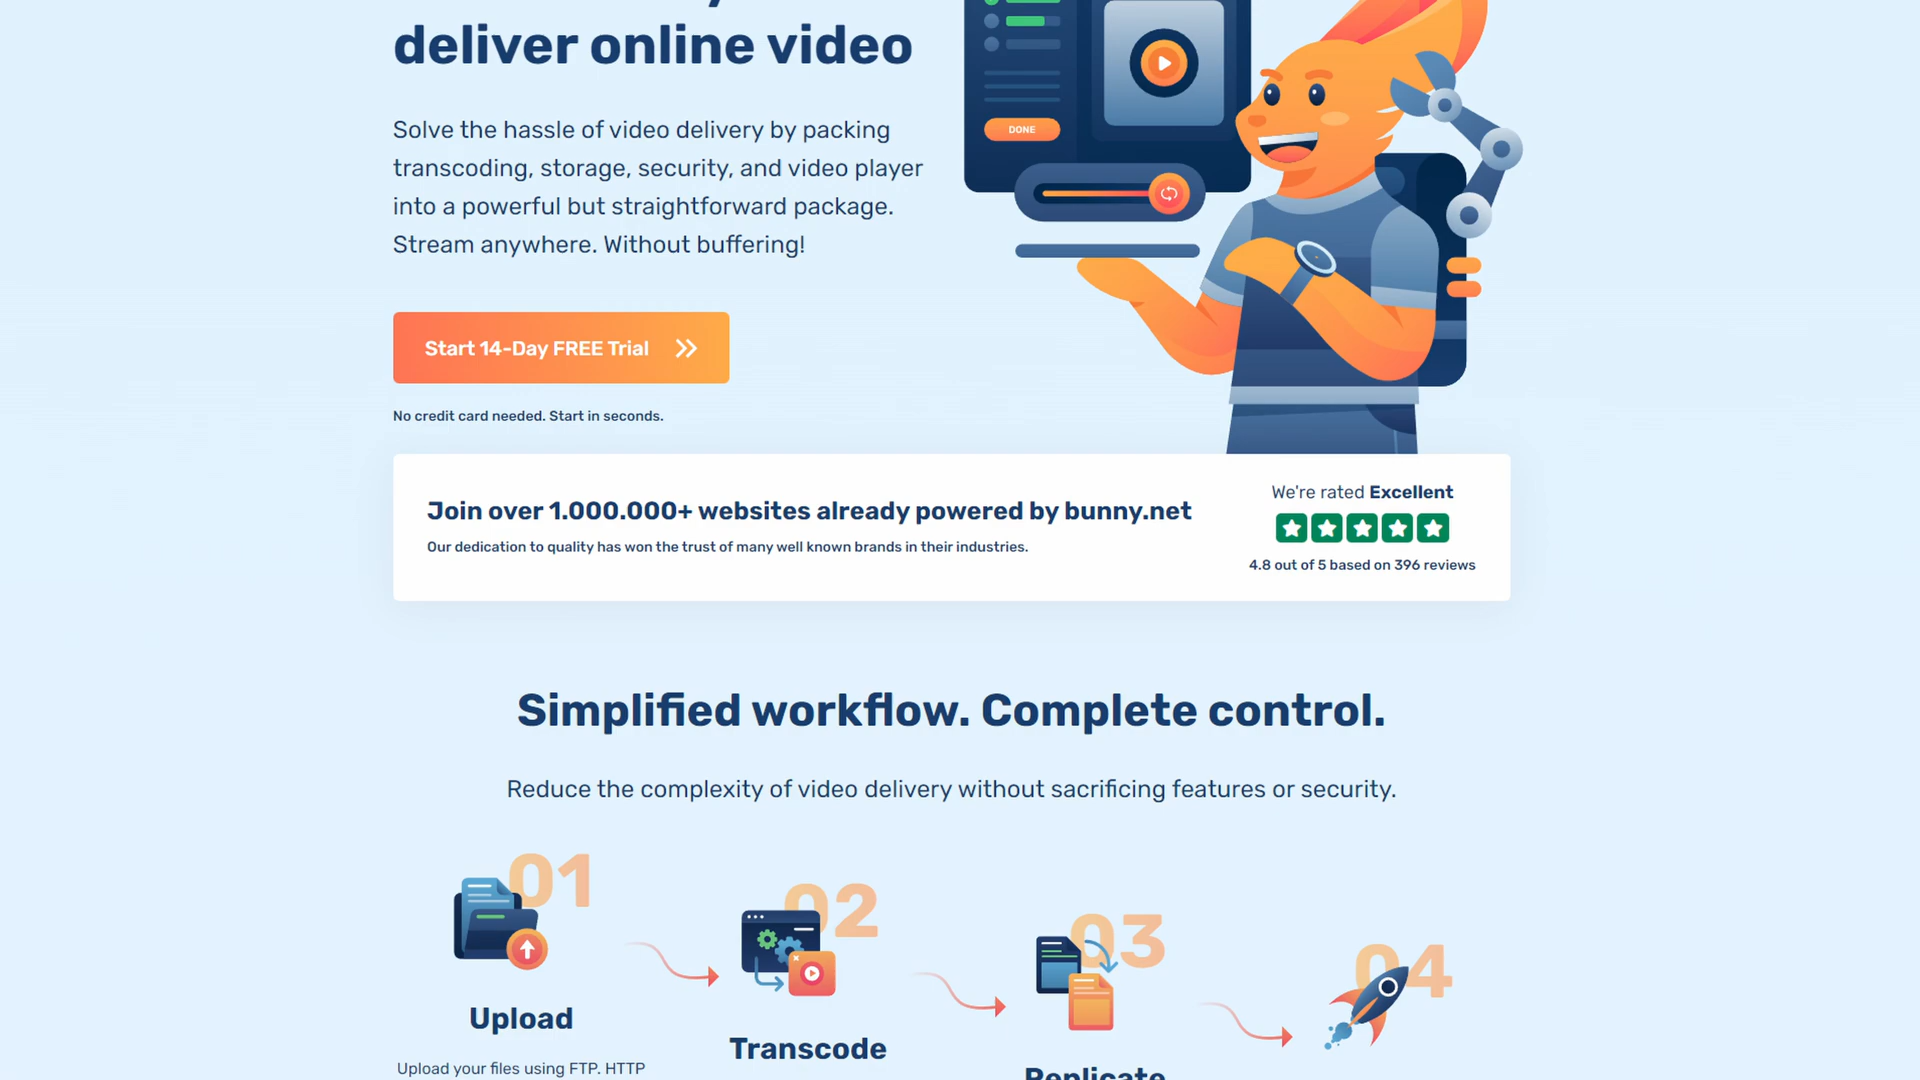 deliver online video
Solve the hassle of video delivery by packing
transcoding, storage, security, and video player
into a powerful but straightforward package.
Stream anywhere. Without buffering!
DONE
Start 14-Day FREE Trial
No credit card needed. Start in seconds.
Join over 1.000.000+ websites already powered by bunny.net
Our dedication to quality has won the trust of many well known brands in their industries.
We're rated Excellent
4.8 out of 5 based on 396 reviews
Simplified workflow. Complete control.
Reduce the complexity of video delivery without sacrificing features or security.
01
02
03
04
Upload
Transcode
Replicate
Upload your files using FTP. HTTP